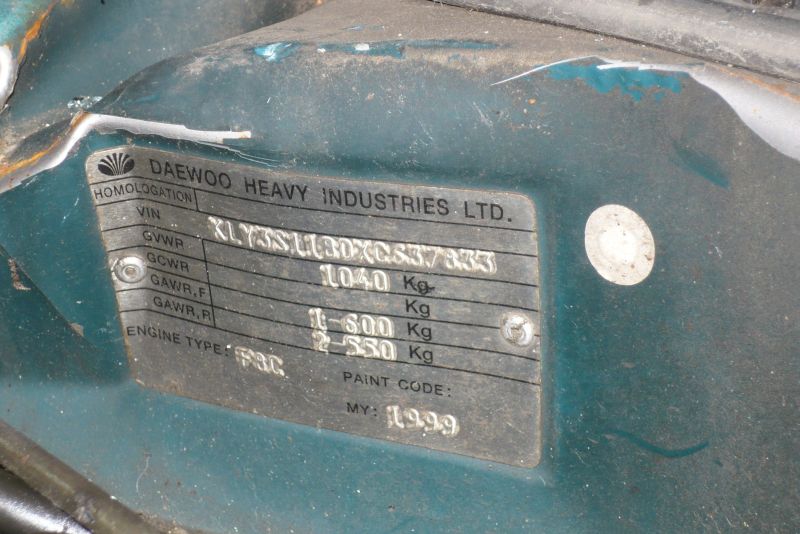 DAEWOO HEAVY INDUSTRIES LTD.
HOMOLOGATION
VIN KLY3S11BDXC637833
GVWR 1040 Kg
GCWR Kg
GAWR.F 1-600 Kg
GAWR.R 2-550 Kg
ENGINE TYPE: F8C PAINT CODE:
MY: 1999